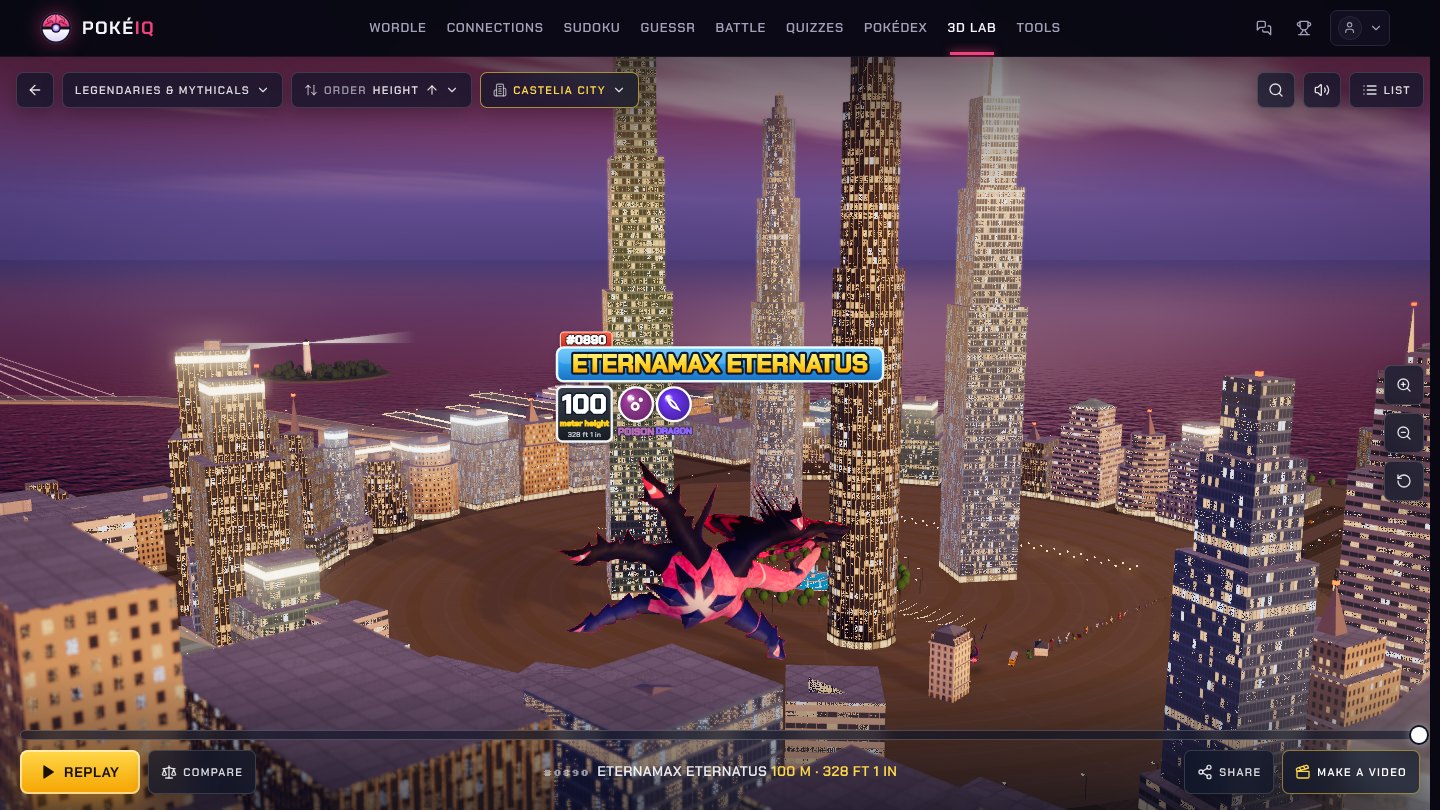 POKÉIQ
WORDLE CONNECTIONS SUDOKU GUESSR BATTLE QUIZZES POKÉDEX 3D LAB TOOLS
LEGENDARIES & MYTHICALS
ORDER HEIGHT
CASTELIA CITY
LIST
#0890
ETERNAMAX ETERNATUS
100
meter height
328 ft 1 in
POISON
DRAGON
REPLAY
COMPARE
#0890 ETERNAMAX ETERNATUS 100 M · 328 FT 1 IN
SHARE
MAKE A VIDEO